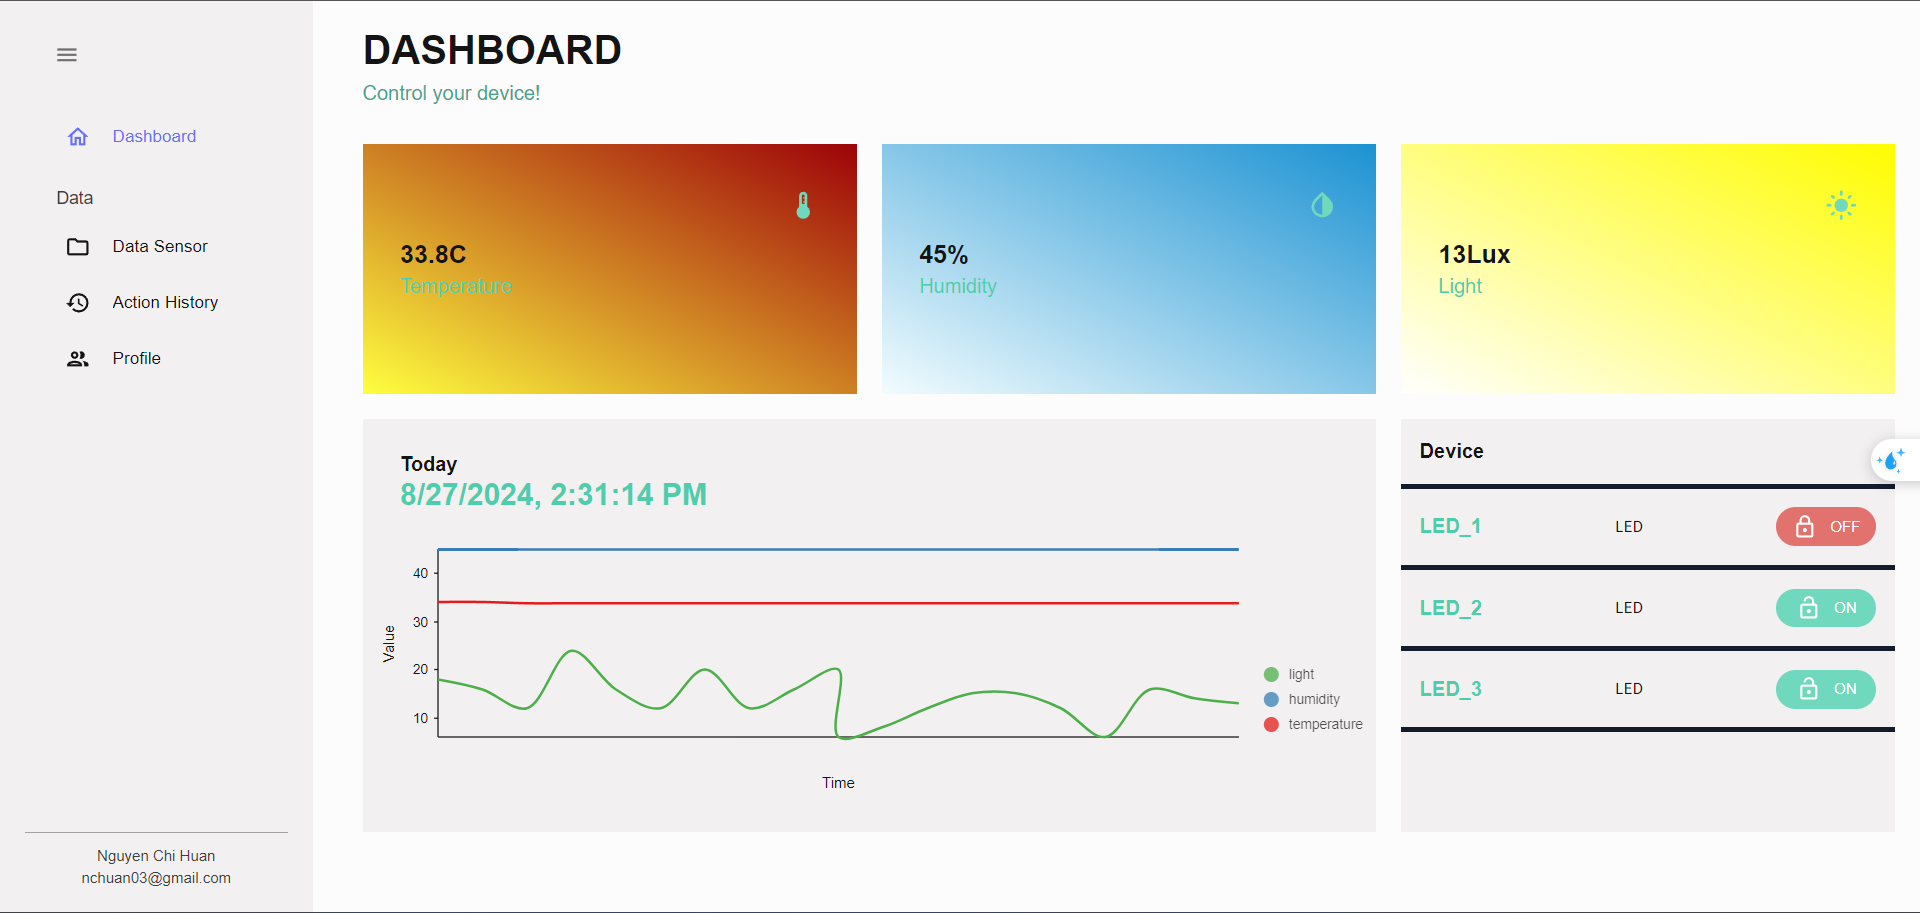 DASHBOARD
Control your device!
Dashboard
Data
Data Sensor
Action History
Profile
Nguyen Chi Huan
nchuan03@gmail.com
33.8C
Temperature
45%
Humidity
13Lux
Light
Today
8/27/2024, 2:31:14 PM
40
30
20
10
Value
Time
light
humidity
temperature
Device
LED_1 LED OFF
LED_2 LED ON
LED_3 LED ON